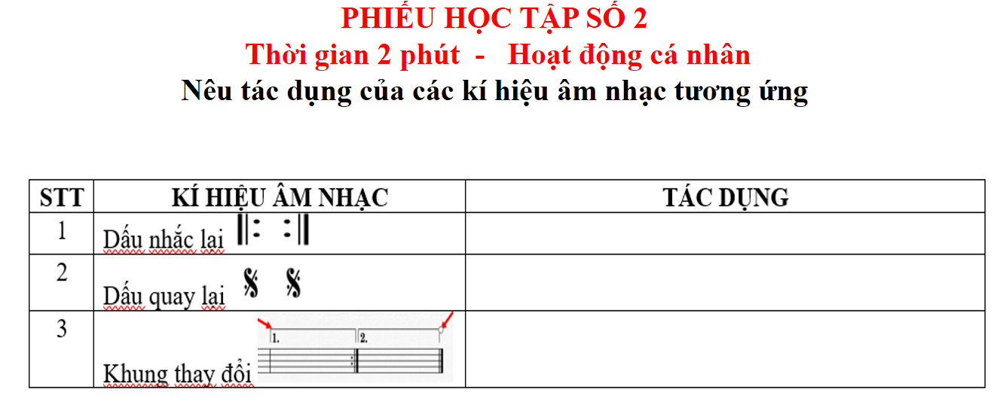 PHIẾU HỌC TẬP SỐ 2
Thời gian 2 phút - Hoạt động cá nhân
Nêu tác dụng của các kí hiệu âm nhạc tương ứng
STT KÍ HIỆU ÂM NHẠC TÁC DỤNG
1 Dấu nhắc lại
2 Dấu quay lại
3 Khung thay đổi 1. 2.